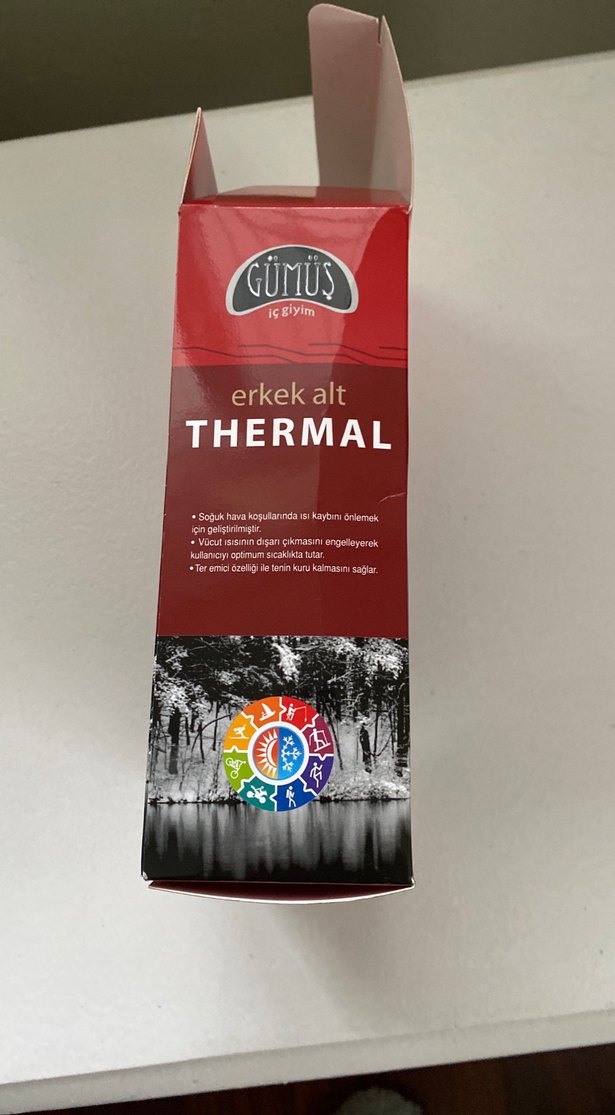 GÜMÜŞ
iç giyim
erkek alt
THERMAL
• Soğuk hava koşullarında ısı kaybını önlemek
için geliştirilmiştir.
• Vücut ısısının dışarı çıkmasını engelleyerek
kullanıcıyı optimum sıcaklıkta tutar.
• Ter emici özelliği ile tenin kuru kalmasını sağlar.